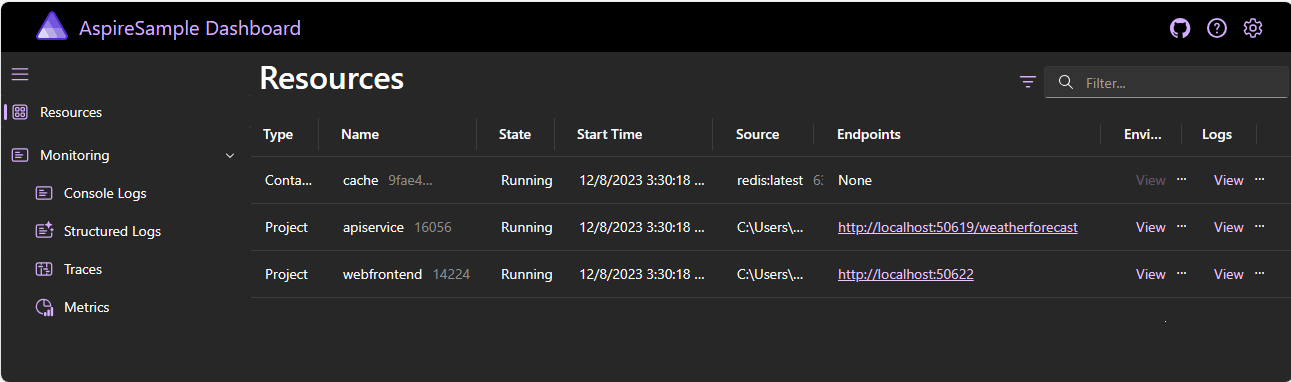 AspireSample Dashboard
Resources
Filter...
Resources
Monitoring
Console Logs
Structured Logs
Traces
Metrics
Type Name State Start Time Source Endpoints Envi... Logs
Conta... cache 9fae4... Running 12/8/2023 3:30:18 ... redis:latest 63 None View ... View ...
Project apiservice 16056 Running 12/8/2023 3:30:18 ... C:\Users\... http://localhost:50619/weatherforecast View ... View ...
Project webfrontend 14224 Running 12/8/2023 3:30:18 ... C:\Users\... http://localhost:50622 View ... View ...